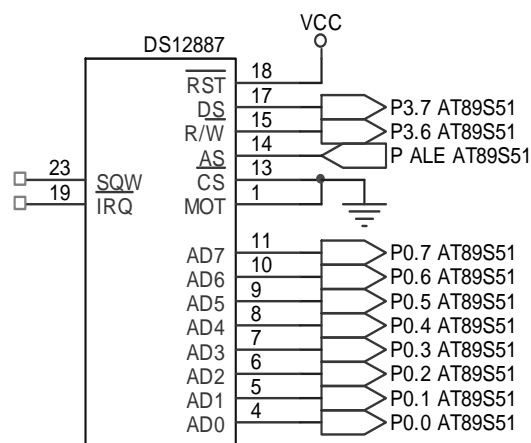 VCC
DS12887
RST 18
DS 17 P3.7 AT89S51
R/W 15 P3.6 AT89S51
AS 14 P ALE AT89S51
23 SQW CS 13
19 IRQ MOT 1
AD7 11 P0.7 AT89S51
AD6 10 P0.6 AT89S51
AD5 9 P0.5 AT89S51
AD4 8 P0.4 AT89S51
AD3 7 P0.3 AT89S51
AD2 6 P0.2 AT89S51
AD1 5 P0.1 AT89S51
AD0 4 P0.0 AT89S51